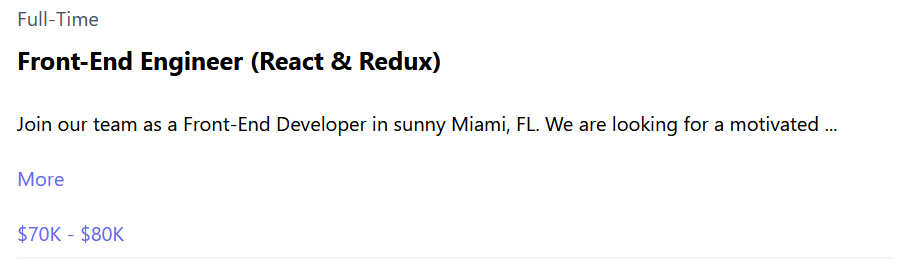 Full-Time
Front-End Engineer (React & Redux)
Join our team as a Front-End Developer in sunny Miami, FL. We are looking for a motivated ...
More
$70K - $80K